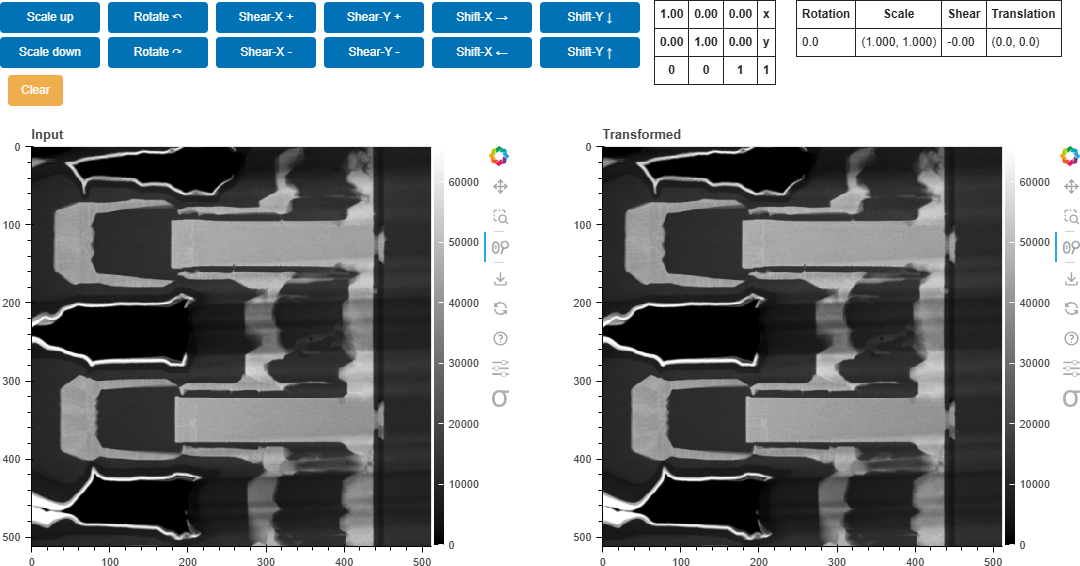 Scale up Rotate ↶ Shear-X + Shear-Y + Shift-X → Shift-Y ↓
Scale down Rotate ↷ Shear-X - Shear-Y - Shift-X ← Shift-Y ↑
Clear
1.00 0.00 0.00 x
0.00 1.00 0.00 y
0 0 1 1
Rotation Scale Shear Translation
0.0 (1.000, 1.000) -0.00 (0.0, 0.0)
Input
0
100
200
300
400
500
0 100 200 300 400 500
60000
50000
40000
30000
20000
10000
0
σ
Transformed
0
100
200
300
400
500
0 100 200 300 400 500
60000
50000
40000
30000
20000
10000
0
σ